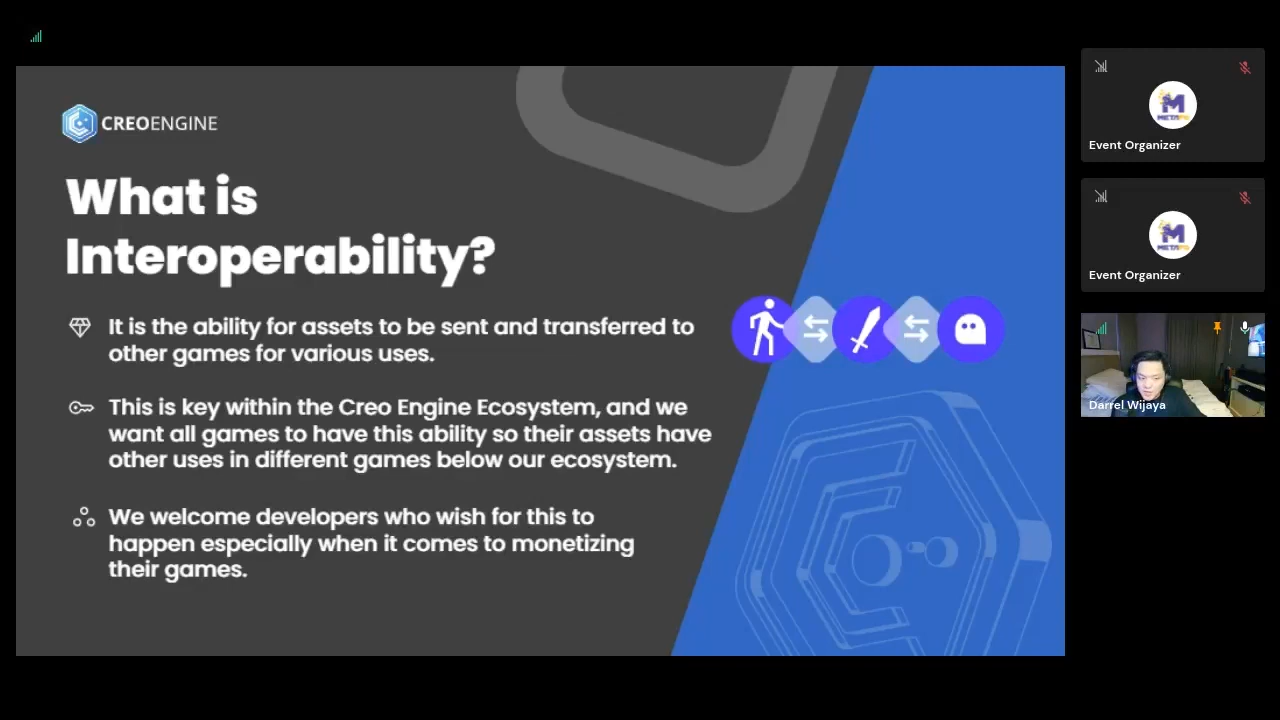 CREOENGINE
What is
Interoperability?
It is the ability for assets to be sent and transferred to
other games for various uses.
This is key within the Creo Engine Ecosystem, and we
want all games to have this ability so their assets have
other uses in different games below our ecosystem.
We welcome developers who wish for this to
happen especially when it comes to monetizing
their games.
Event Organizer
Event Organizer
Darrel Wijaya